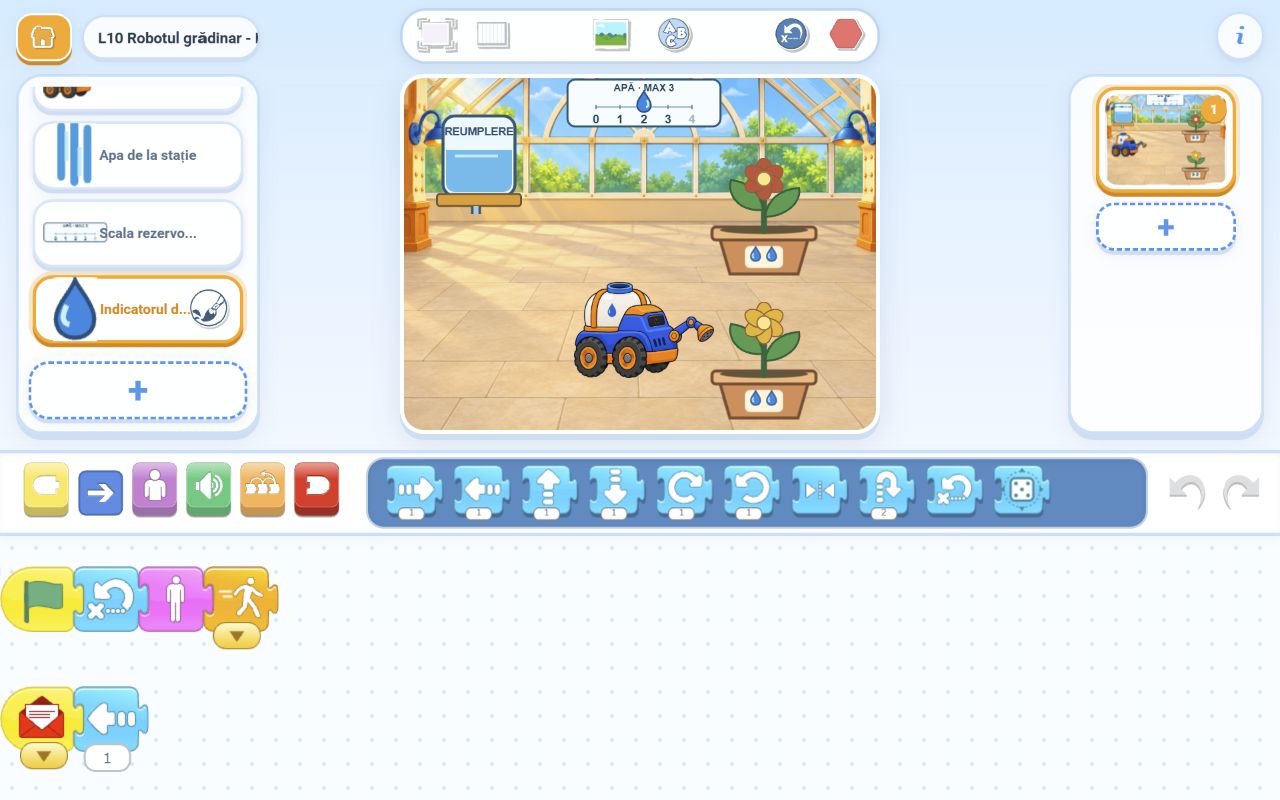 L10 Robotul grădinar -
i
Apa de la stație
Scala rezervo...
Indicatorul d...
APĂ · MAX 3
0 1 2 3 4
REUMPLERE
A B C
1
1 1 1 1 1 1 2
1